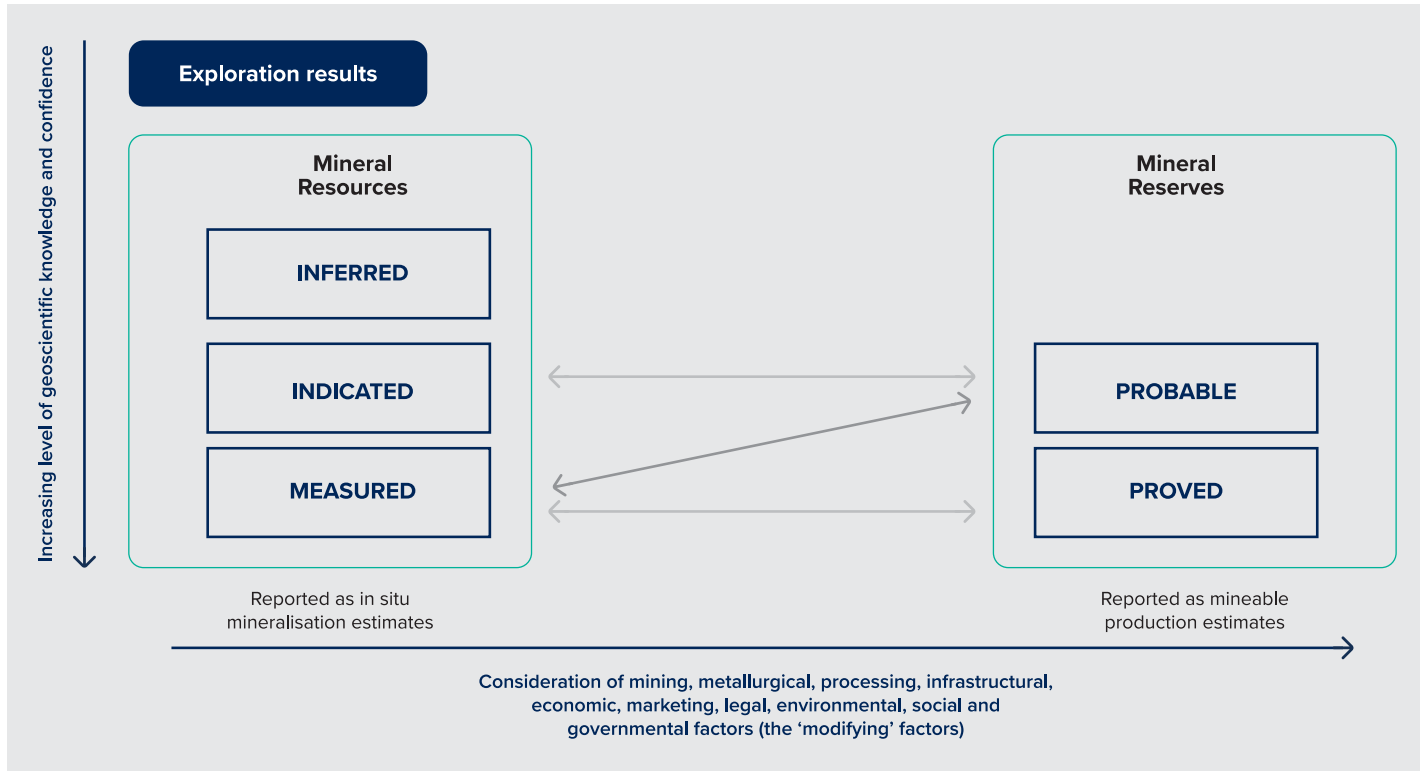 Increasing level of geoscientific knowledge and confidence
Exploration results
Mineral
Resources
INFERRED
INDICATED
MEASURED
Reported as in situ
mineralisation estimates
Mineral
Reserves
PROBABLE
PROVED
Reported as mineable
production estimates
Consideration of mining, metallurgical, processing, infrastructural,
economic, marketing, legal, environmental, social and
governmental factors (the ‘modifying’ factors)